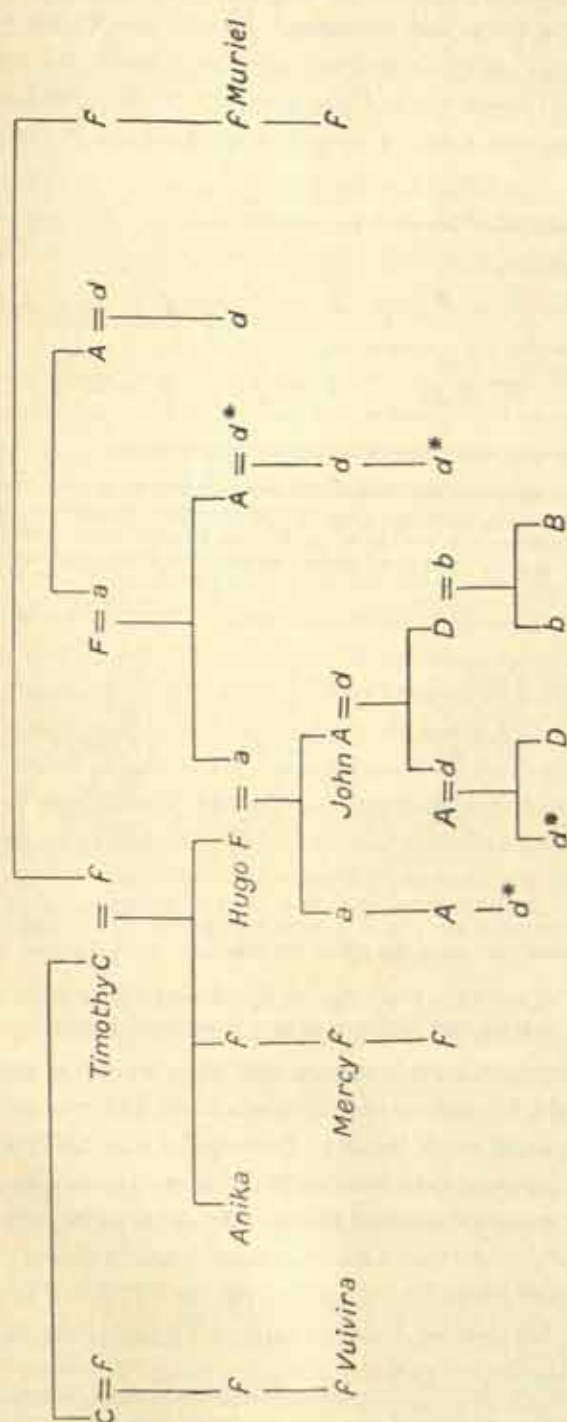 C = f Timothy C = f F = a A = d f
f Anika f Hugo F = a A = d* d f Muriel
f Vuivira Mercy f a John A = d d f
f A A = d D = b d*
d* d* D b B